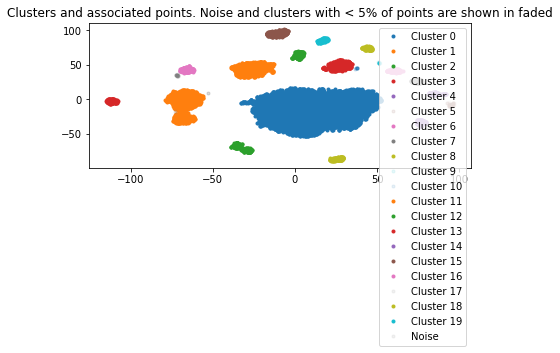 Clusters and associated points. Noise and clusters with < 5% of points are shown in faded
100
50
0
−50
−100
−50
0
50
100
Cluster 0
Cluster 1
Cluster 2
Cluster 3
Cluster 4
Cluster 5
Cluster 6
Cluster 7
Cluster 8
Cluster 9
Cluster 10
Cluster 11
Cluster 12
Cluster 13
Cluster 14
Cluster 15
Cluster 16
Cluster 17
Cluster 18
Cluster 19
Noise